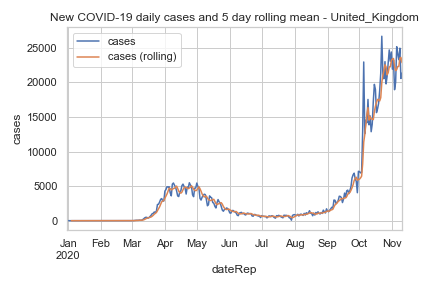 New COVID-19 daily cases and 5 day rolling mean - United_Kingdom
cases
cases (rolling)
25000
20000
15000
10000
5000
0
cases
Jan Feb Mar Apr May Jun Jul Aug Sep Oct Nov
2020
dateRep